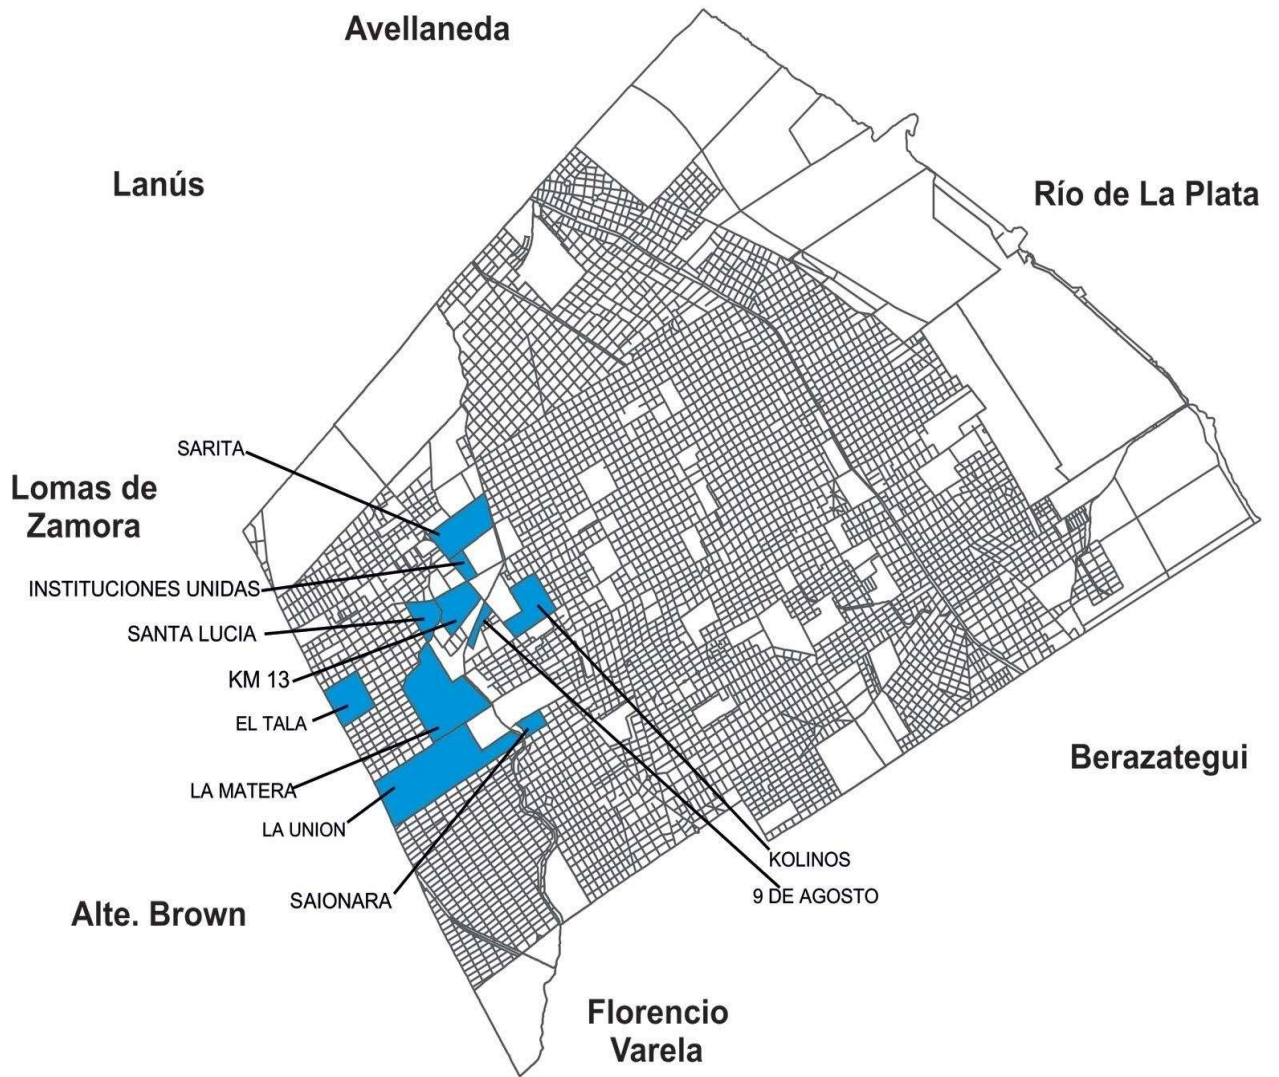 Avellaneda
Lanús
Río de La Plata
SARITA
Lomas de
Zamora
INSTITUCIONES UNIDAS
SANTA LUCIA
KM 13
EL TALA
LA MATERA
LA UNION
SAIONARA
Berazategui
KOLINOS
9 DE AGOSTO
Alte. Brown
Florencio
Varela